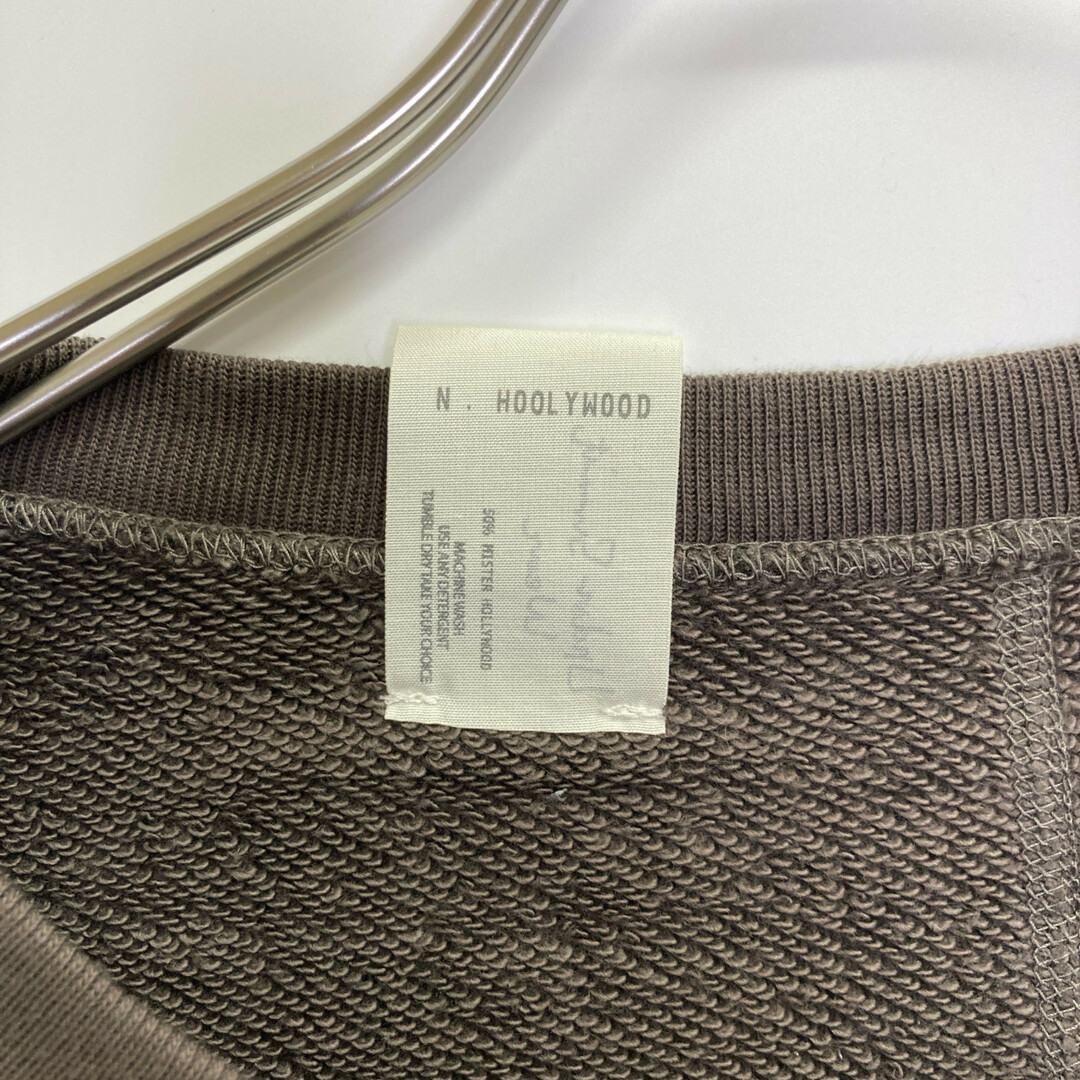 N. HOOLYWOOD
50% MISTER HOLLYWOOD
MACHINE WASH
USE ANY DETERGENT
TUMBLE DRY TAKE YOUR CHOICE